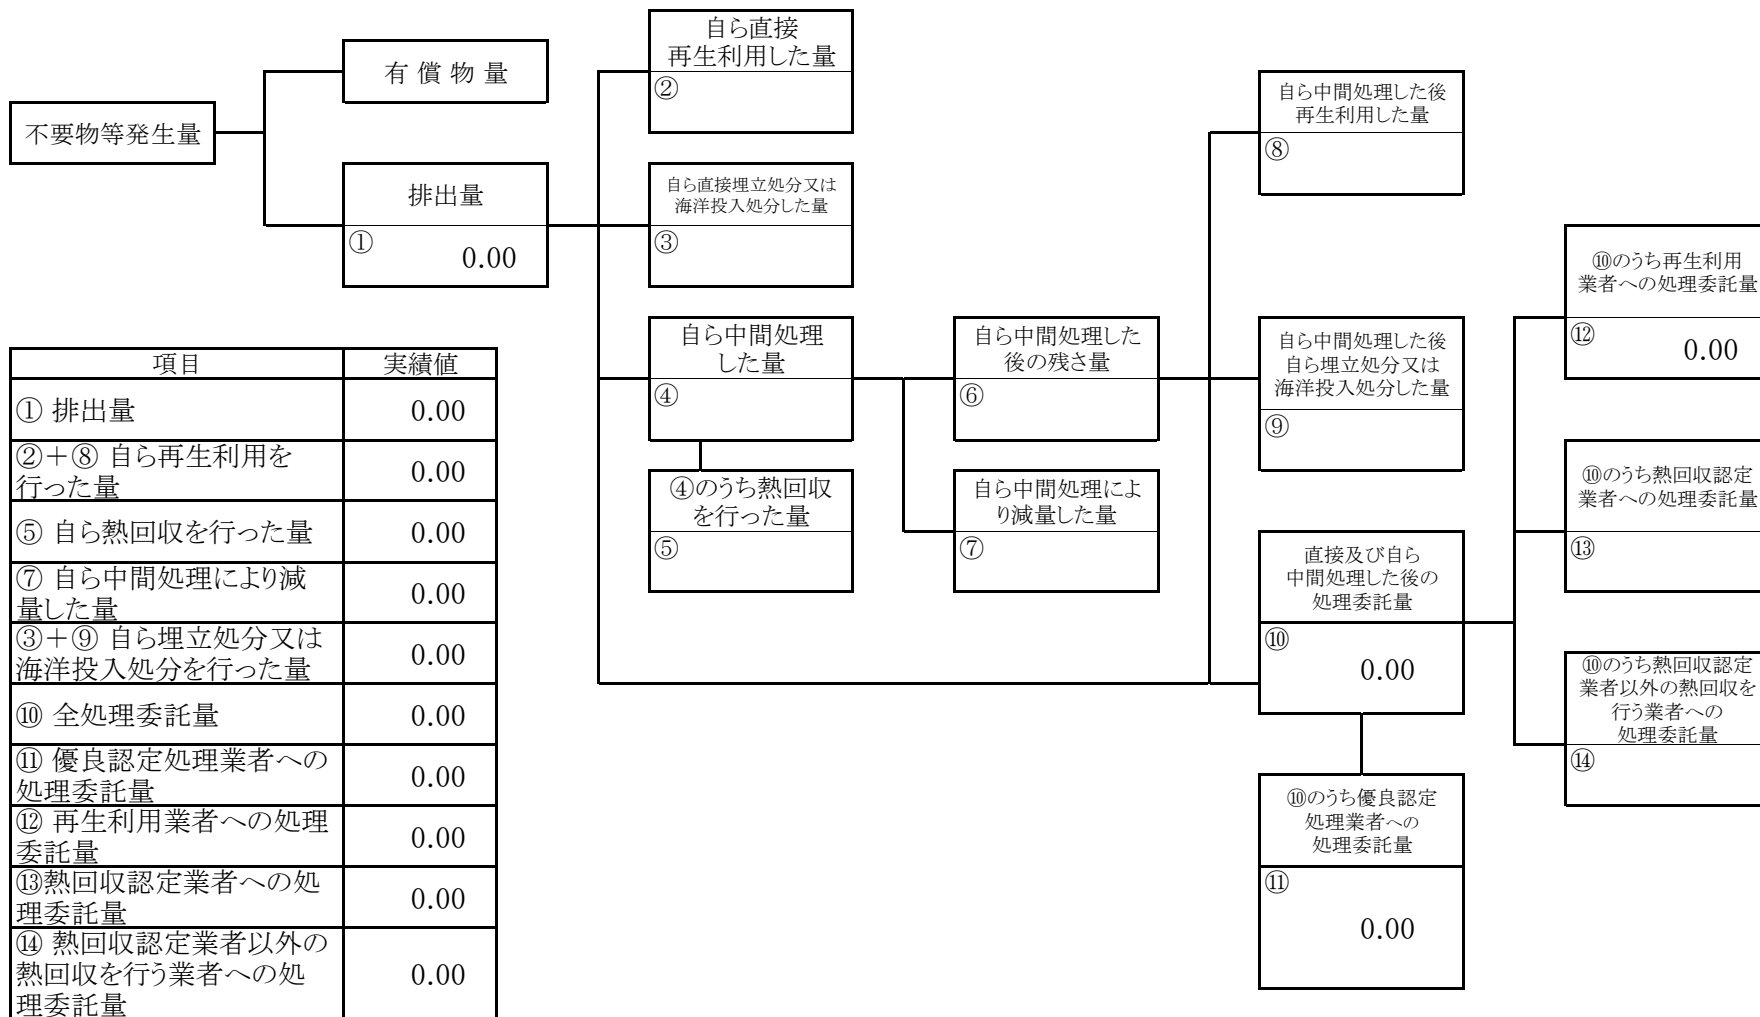 不要物等発生量
有 償 物 量
排出量
①
0.00
自ら直接
再生利用した量
②
自ら直接埋立処分又は
海洋投入処分した量
③
自ら中間処理
した量
④
④のうち熱回収
を行った量
⑤
自ら中間処理した
後の残さ量
⑥
自ら中間処理によ
り減量した量
⑦
自ら中間処理した後
再生利用した量
⑧
自ら中間処理した後
自ら埋立処分又は
海洋投入処分した量
⑨
直接及び自ら
中間処理した後の
処理委託量
⑩
0.00
⑩のうち優良認定
処理業者への
処理委託量
⑪
0.00
⑩のうち再生利用
業者への処理委託量
⑫
0.00
⑩のうち熱回収認定
業者への処理委託量
⑬
⑩のうち熱回収認定
業者以外の熱回収を
行う業者への
処理委託量
⑭
項目 実績値
① 排出量 0.00
②＋⑧ 自ら再生利用を
行った量 0.00
⑤ 自ら熱回収を行った量 0.00
⑦ 自ら中間処理により減
量した量 0.00
③＋⑨ 自ら埋立処分又は
海洋投入処分を行った量 0.00
⑩ 全処理委託量 0.00
⑪ 優良認定処理業者への
処理委託量 0.00
⑫ 再生利用業者への処理
委託量 0.00
⑬熱回収認定業者への処
理委託量 0.00
⑭ 熱回収認定業者以外の
熱回収を行う業者への処
理委託量 0.00